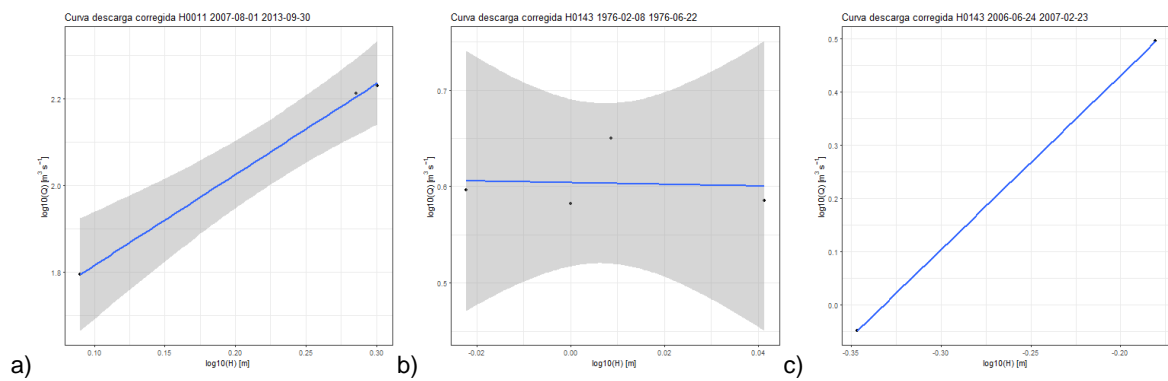 Curva descarga corregida H0011 2007-08-01 2013-09-30
log10(Q) [m³ s⁻¹]
2.2
2.0
1.8
0.10 0.15 0.20 0.25 0.30
log10(H) [m]
a)
Curva descarga corregida H0143 1976-02-08 1976-06-22
log10(Q) [m³ s⁻¹]
0.7
0.6
0.5
-0.02 0.00 0.02 0.04
log10(H) [m]
b)
Curva descarga corregida H0143 2006-06-24 2007-02-23
log10(Q) [m³ s⁻¹]
0.5
0.4
0.3
0.2
0.1
0.0
-0.35 -0.30 -0.25 -0.20
log10(H) [m]
c)